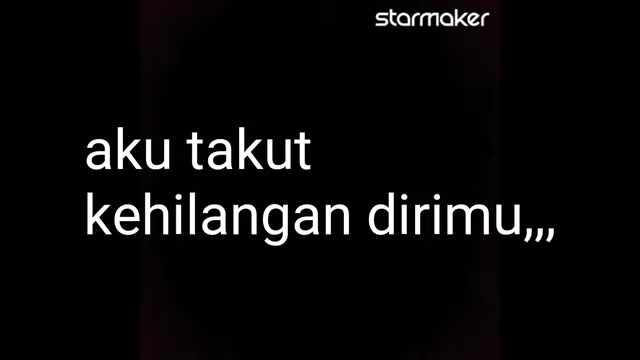 starmaker
aku takut
kehilangan dirimu,,,